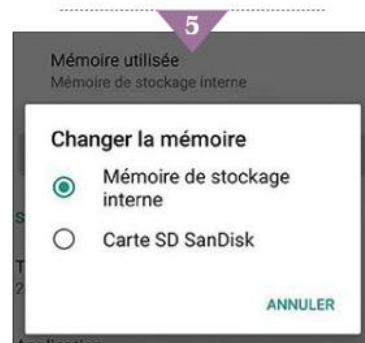 5
Mémoire utilisée
Mémoire de stockage interne
Changer la mémoire
Mémoire de stockage
interne
Carte SD SanDisk
ANNULER